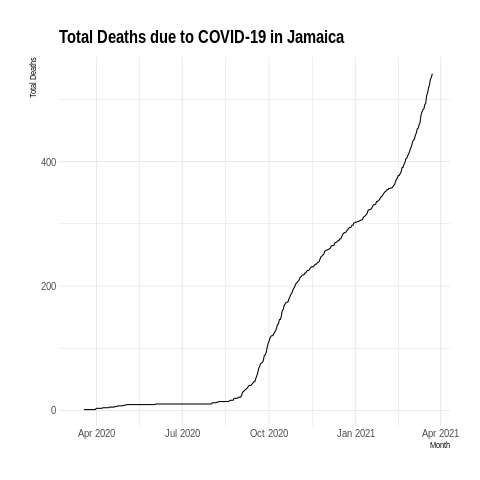 Total Deaths due to COVID-19 in Jamaica
Total Deaths
400
200
0
Apr 2020 Jul 2020 Oct 2020 Jan 2021 Apr 2021
Month